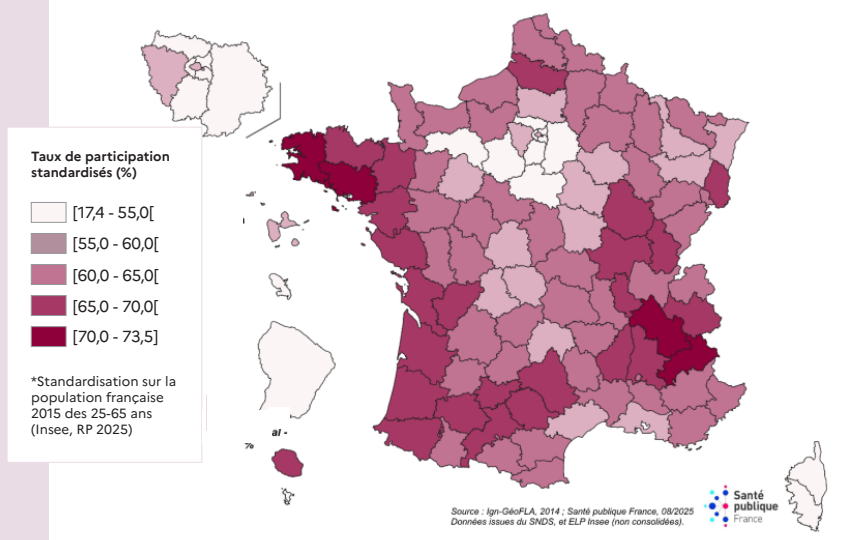 Taux de participation
standardisés (%)
[17,4 - 55,0[
[55,0 - 60,0[
[60,0 - 65,0[
[65,0 - 70,0[
[70,0 - 73,5]
*Standardisation sur la
population française
2015 des 25-65 ans
(Insee, RP 2025)
al -
Source : Ign-GéoFLA, 2014 ; Santé publique France, 08/2025
Données issues du SNDS, et ELP Insee (non consolidées).
Santé
publique
France